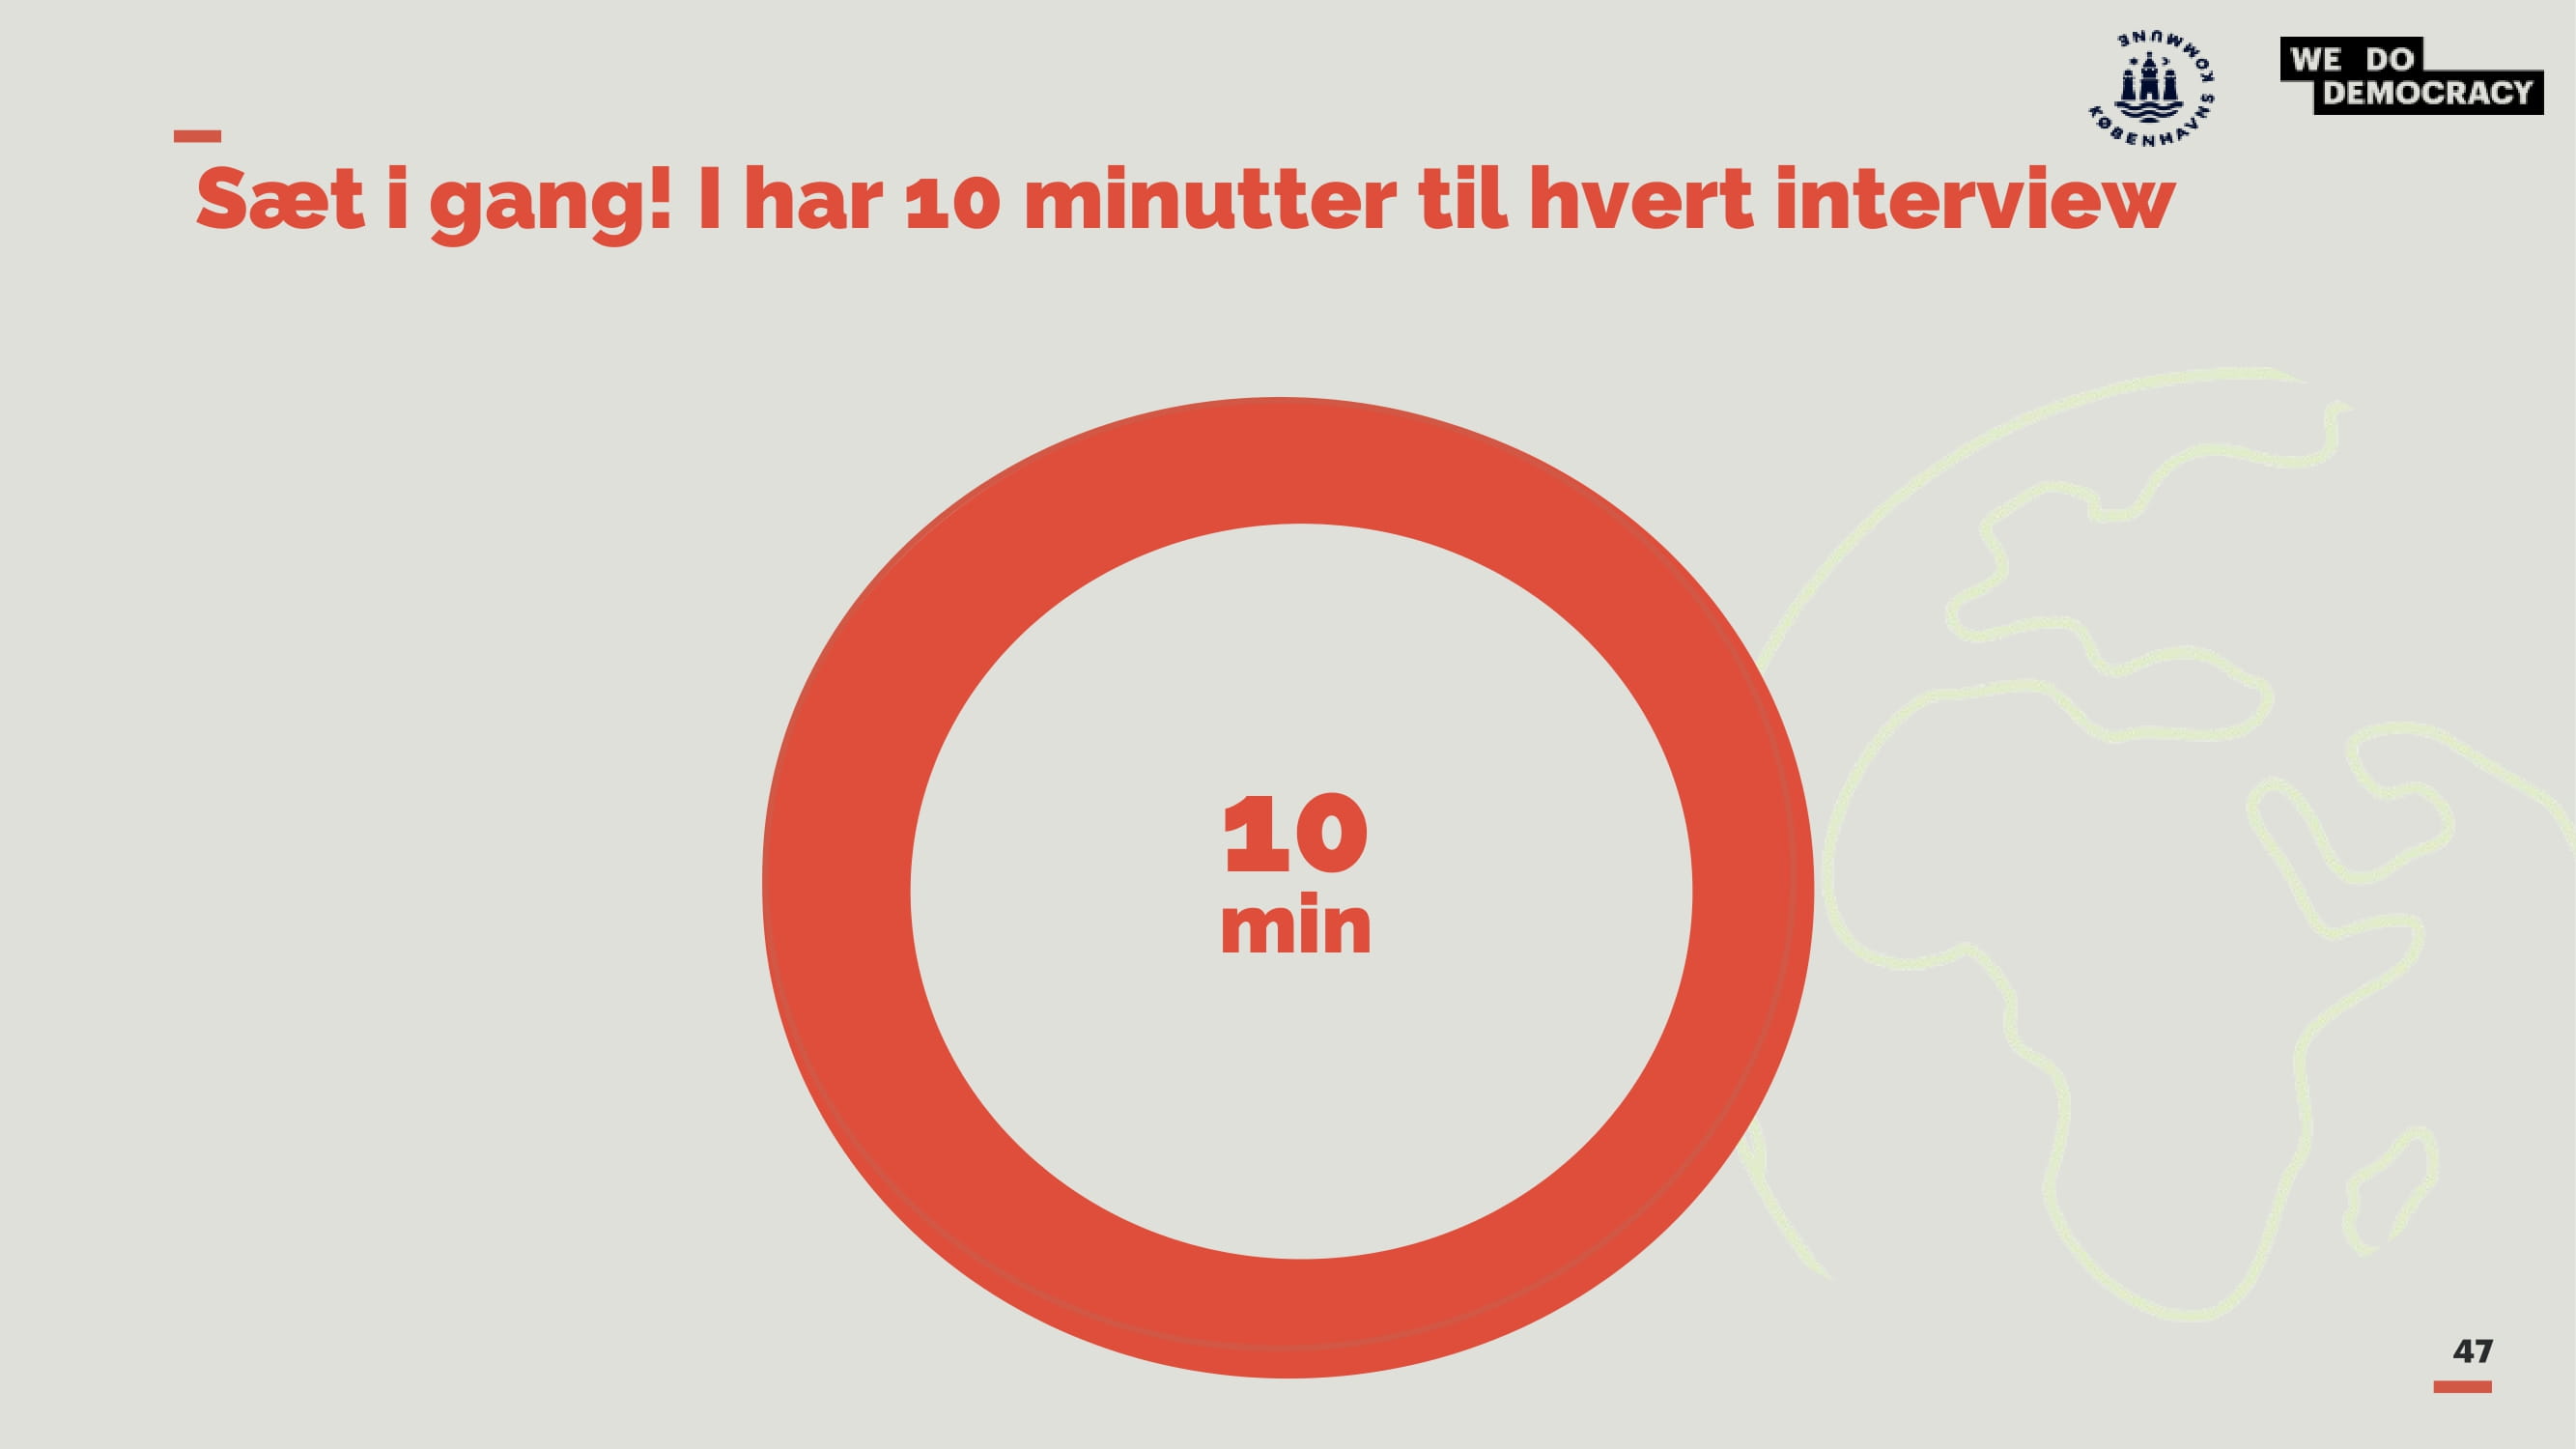 KØBENHAVNS KOMMUNE
WE DO
DEMOCRACY
Sæt i gang! I har 10 minutter til hvert interview
10
min
47